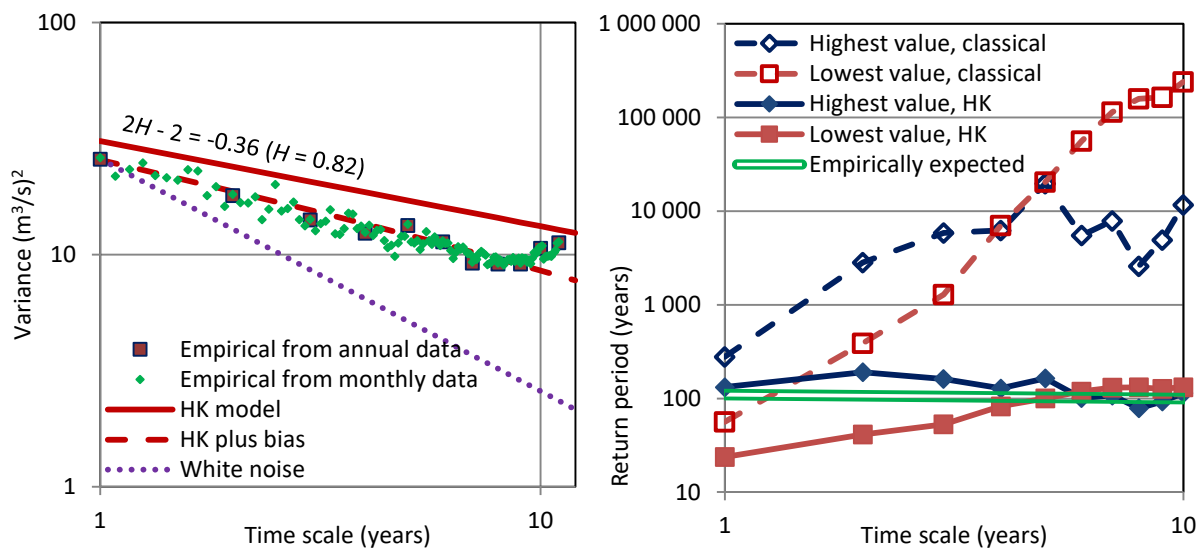 100
10
1
Variance (m³/s)²
2H - 2 = -0.36 (H = 0.82)
Empirical from annual data
Empirical from monthly data
HK model
HK plus bias
White noise
1
10
Time scale (years)
1 000 000
100 000
10 000
1 000
100
10
Return period (years)
Highest value, classical
Lowest value, classical
Highest value, HK
Lowest value, HK
Empirically expected
1
10
Time scale (years)